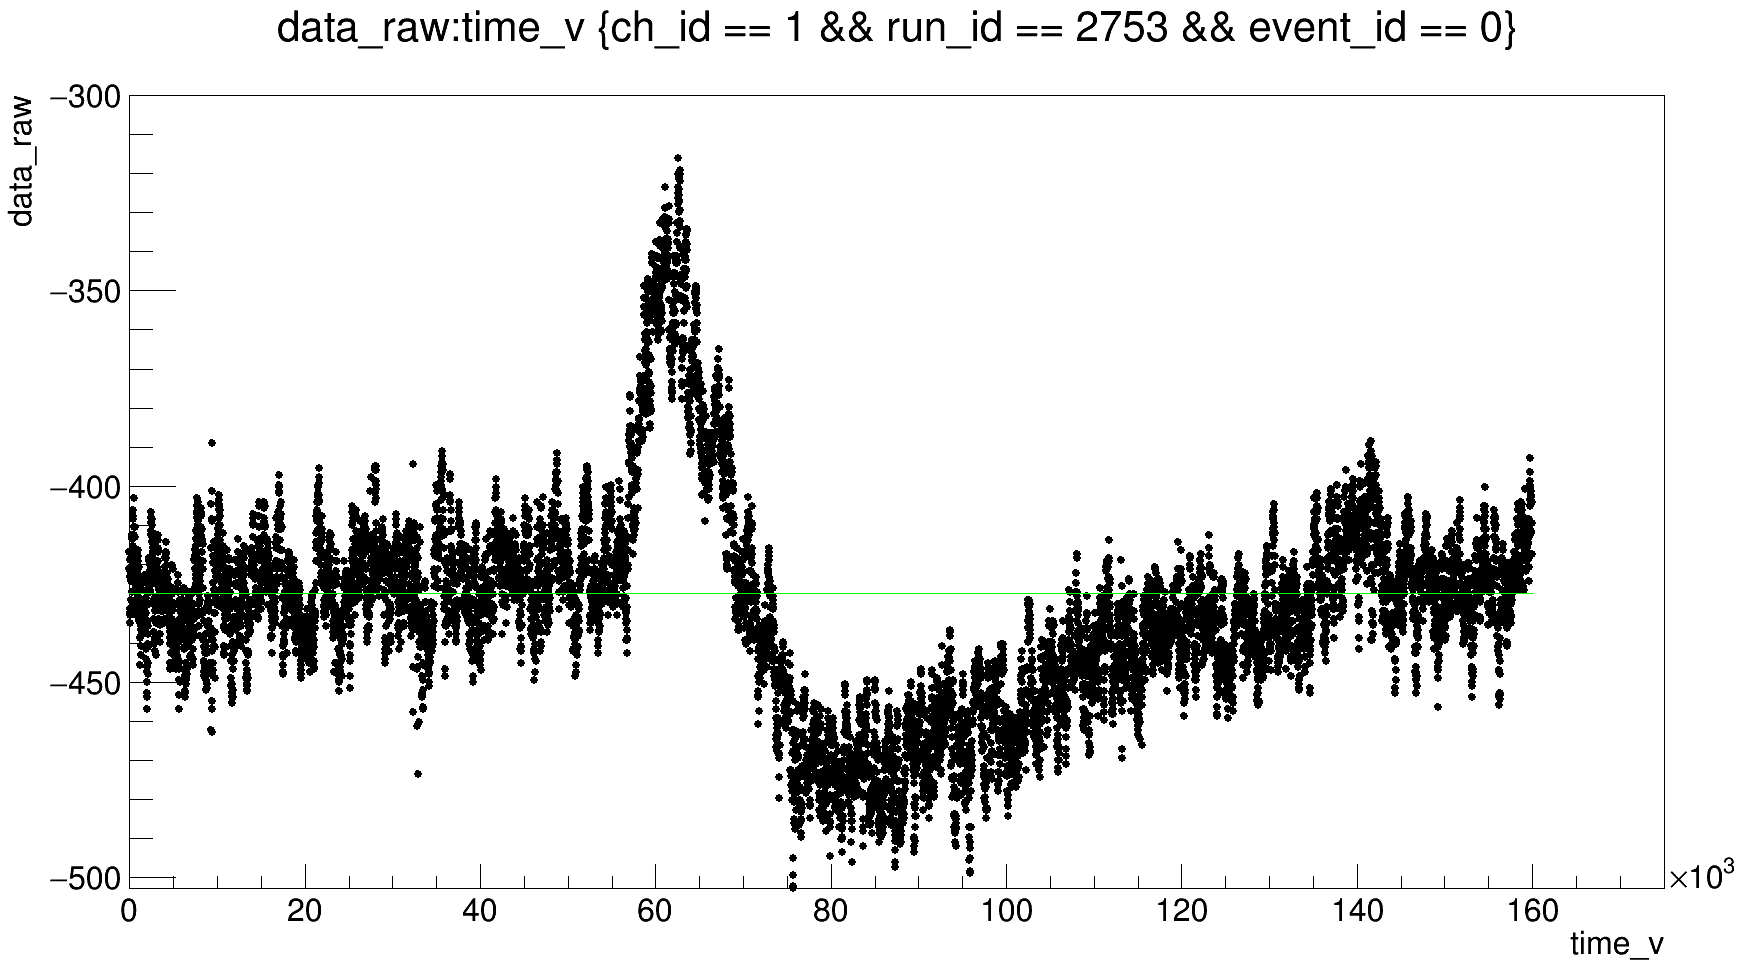 data_raw:time_v {ch_id == 1 && run_id == 2753 && event_id == 0}
data_raw
−300
−350
−400
−450
−500
0 20 40 60 80 100 120 140 160
×10³
time_v